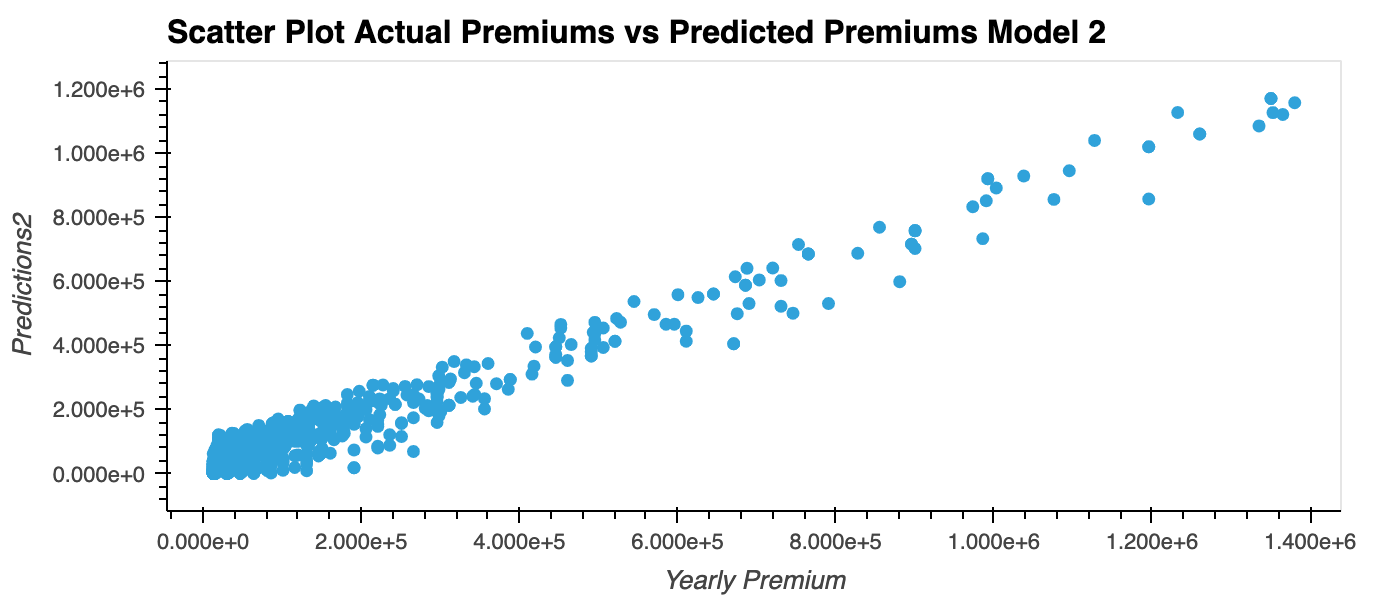 Scatter Plot Actual Premiums vs Predicted Premiums Model 2
1.200e+6
1.000e+6
8.000e+5
6.000e+5
4.000e+5
2.000e+5
0.000e+0
Predictions2
0.000e+0 2.000e+5 4.000e+5 6.000e+5 8.000e+5 1.000e+6 1.200e+6 1.400e+6
Yearly Premium